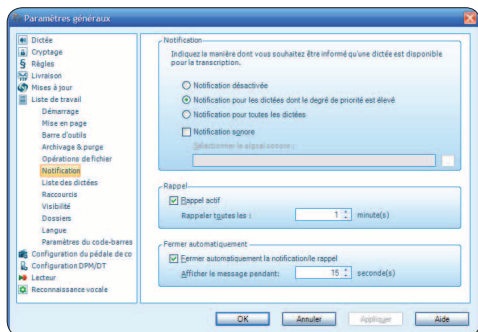 Paramètres généraux
Dictée
Cryptage
Règles
Livraison
Mises à jour
Liste de travail
Démarrage
Mise en page
Barre d'outils
Archivage & purge
Opérations de fichier
Notification
Liste des dictées
Raccourcis
Visibilité
Dossiers
Langue
Paramètres du code-barres
Configuration du pédale de co
Configuration DPM/DT
Lecteur
Reconnaissance vocale
Notification
Indiquez la manière dont vous souhaitez être informé qu'une dictée est disponible
pour la transcription.
Notification désactivée
Notification pour les dictées dont le degré de priorité est élevé
Notification pour toutes les dictées
Notification sonore
Sélectionner le signal sonore :
...
Rappel
Rappel actif
Rappeler toutes les : 1 minute(s)
Fermer automatiquement
Fermer automatiquement la notification/le rappel
Afficher le message pendant: 15 seconde(s)
OK Annuler Appliquer Aide